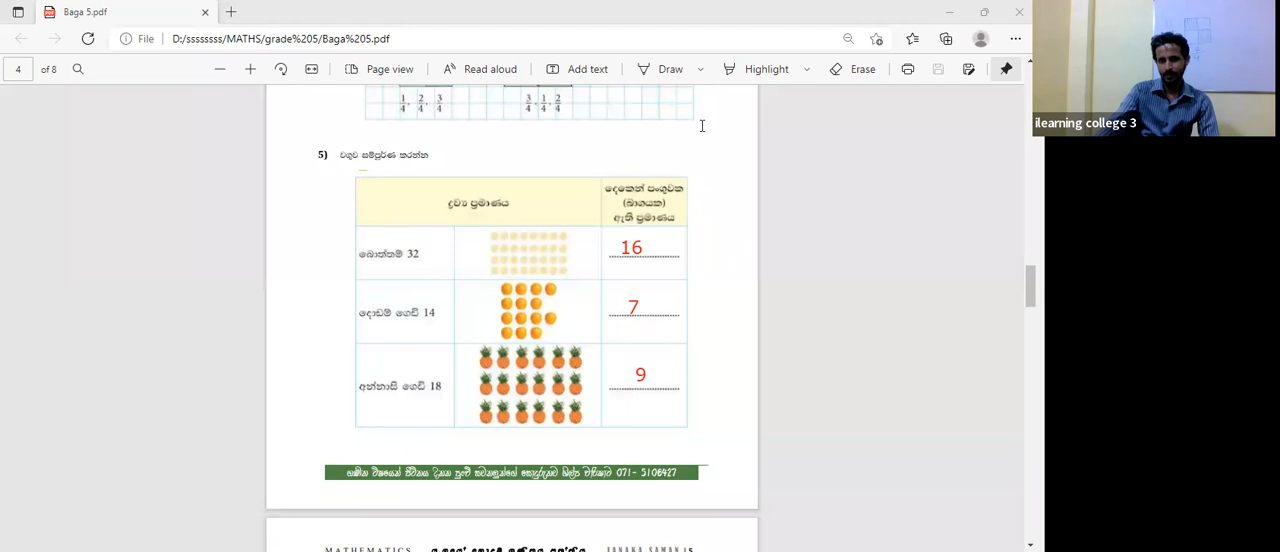 Baga 5.pdf
File D:/ssssssss/MATHS/grade%205/Baga%205.pdf
4 of 8 Page view Read aloud Add text Draw Highlight Erase
ilearning college 3
1/4, 2/4, 3/4 3/4, 1/4, 2/4
5) වගුව සම්පුර්ණ කරන්න
ද්‍රව්‍ය ප්‍රමාණය
දෙකෙන් පංගුවක
(භාගයක)
ඇති ප්‍රමාණය
බොත්තම් 32 16
දොඩම් ගෙඩි 14 7
අන්නාසි ගෙඩි 18 9
071- 5106427
MATHEMATICS